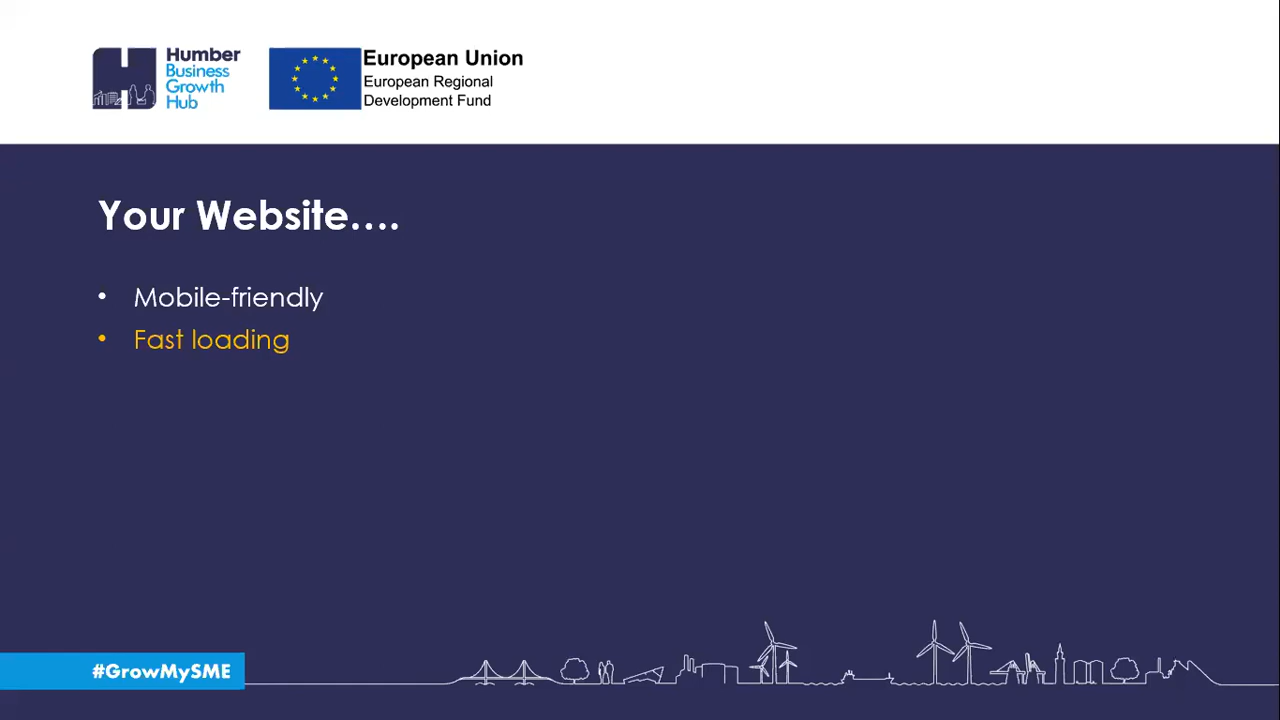 Humber
Business
Growth
Hub
European Union
European Regional
Development Fund
Your Website....
• Mobile-friendly
• Fast loading
#GrowMySME